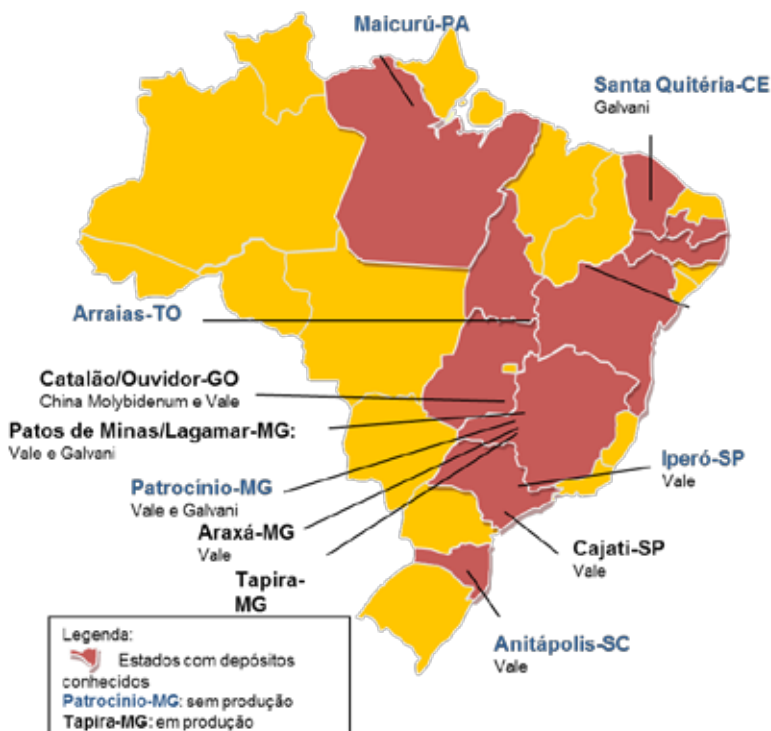 Maicurú-PA
Santa Quitéria-CE
Galvani
Arraias-TO
Catalão/Ouvidor-GO
China Molybidenum e Vale
Patos de Minas/Lagamar-MG:
Vale e Galvani
Patrocínio-MG
Vale e Galvani
Araxá-MG
Vale
Tapira-
MG
Iperó-SP
Vale
Cajati-SP
Vale
Anitápolis-SC
Vale
Legenda:
Estados com depósitos
conhecidos
Patrocínio-MG: sem produção
Tapira-MG: em produção